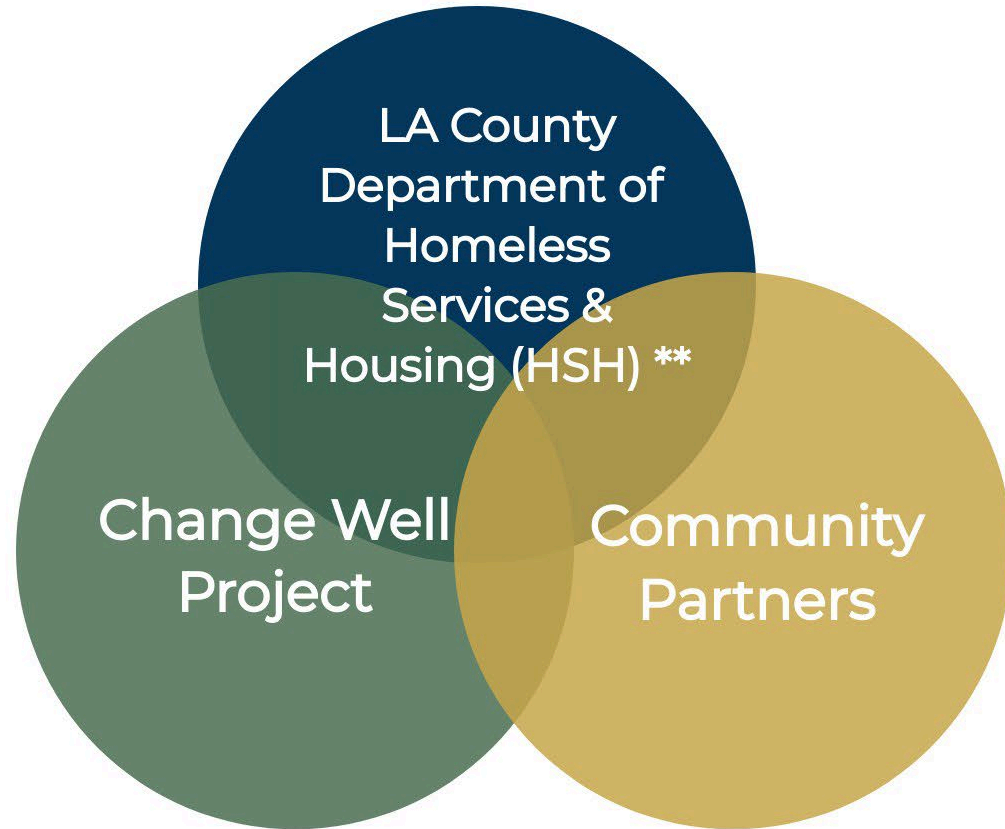 LA County
Department of
Homeless
Services &
Housing (HSH) **
Change Well
Project
Community
Partners